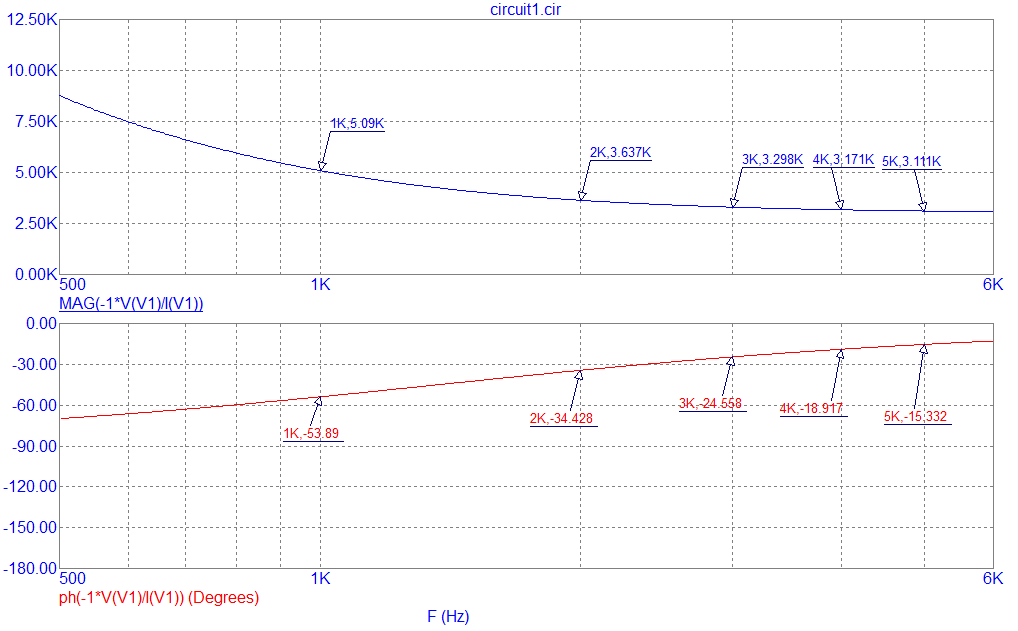 circuit1.cir
12.50K
10.00K
7.50K
5.00K
2.50K
0.00K
1K,5.09K
2K,3.637K
3K,3.298K
4K,3.171K
5K,3.111K
500
1K
6K
MAG(-1*V(V1)/I(V1))
0.00
-30.00
-60.00
-90.00
-120.00
-150.00
-180.00
1K,-53.89
2K,-34.428
3K,-24.558
4K,-18.917
5K,-15.332
500
1K
6K
ph(-1*V(V1)/I(V1)) (Degrees)
F (Hz)